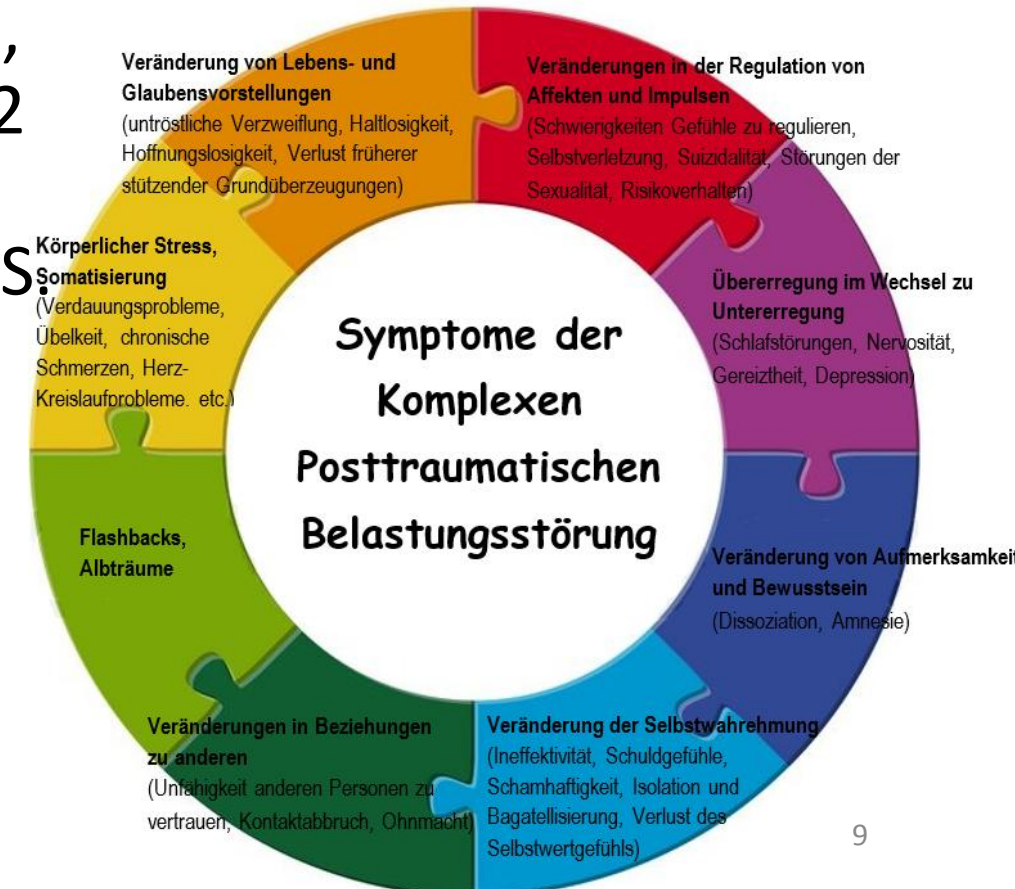 ,
2
s.
Veränderung von Lebens- und
Glaubensvorstellungen
(untröstliche Verzweiflung, Haltlosigkeit,
Hoffnungslosigkeit, Verlust früherer
stützender Grundüberzeugungen)
Veränderungen in der Regulation von
Affekten und Impulsen
(Schwierigkeiten Gefühle zu regulieren,
Selbstverletzung, Suizidalität, Störungen der
Sexualität, Risikoverhalten)
Körperlicher Stress,
Somatisierung
(Verdauungsprobleme,
Übelkeit, chronische
Schmerzen, Herz-
Kreislaufprobleme. etc.)
Übererregung im Wechsel zu
Untererregung
(Schlafstörungen, Nervosität,
Gereiztheit, Depression)
Symptome der
Komplexen
Posttraumatischen
Belastungsstörung
Flashbacks,
Albträume
Veränderung von Aufmerksamkeit
und Bewusstsein
(Dissoziation, Amnesie)
Veränderungen in Beziehungen
zu anderen
(Unfähigkeit anderen Personen zu
vertrauen, Kontaktabbruch, Ohnmacht)
Veränderung der Selbstwahrehmung
(Ineffektivität, Schuldgefühle,
Schamhaftigkeit, Isolation und
Bagatellisierung, Verlust des
Selbstwertgefühls)
9